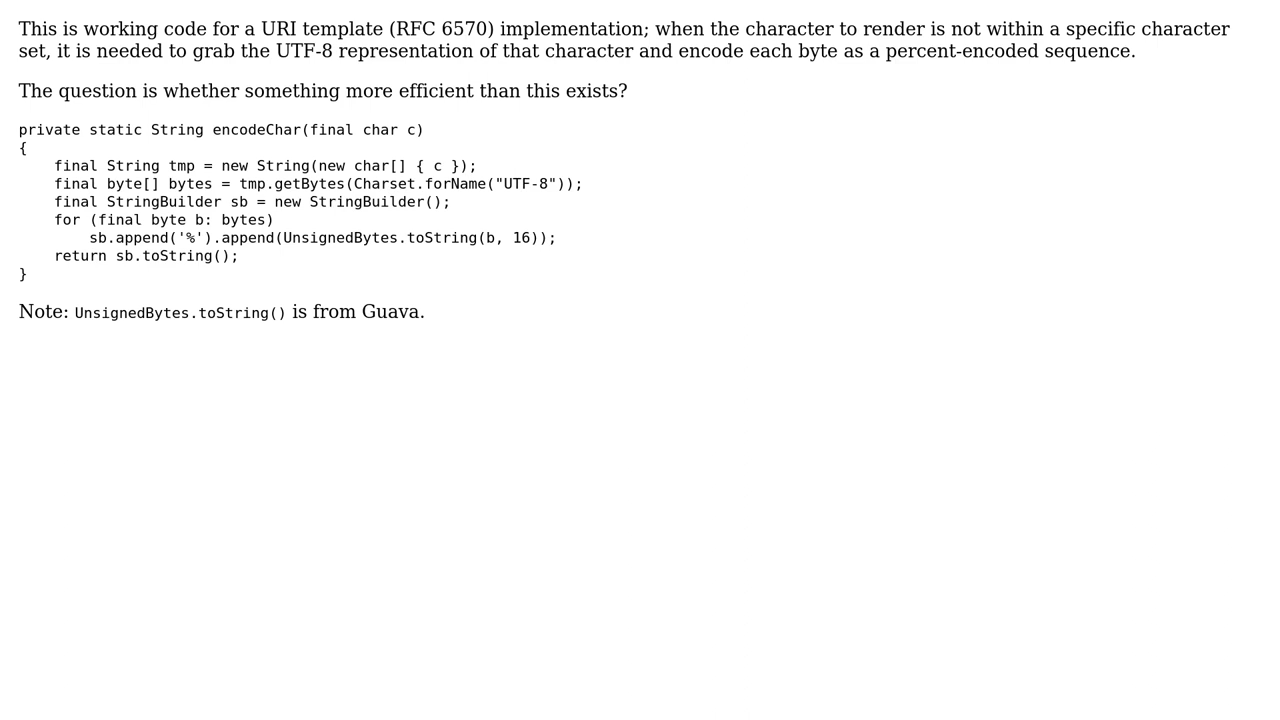 This is working code for a URI template (RFC 6570) implementation; when the character to render is not within a specific character
set, it is needed to grab the UTF-8 representation of that character and encode each byte as a percent-encoded sequence.
The question is whether something more efficient than this exists?
private static String encodeChar(final char c)
{
    final String tmp = new String(new char[] { c });
    final byte[] bytes = tmp.getBytes(Charset.forName("UTF-8"));
    final StringBuilder sb = new StringBuilder();
    for (final byte b: bytes)
        sb.append('%').append(UnsignedBytes.toString(b, 16));
    return sb.toString();
}
Note: UnsignedBytes.toString() is from Guava.